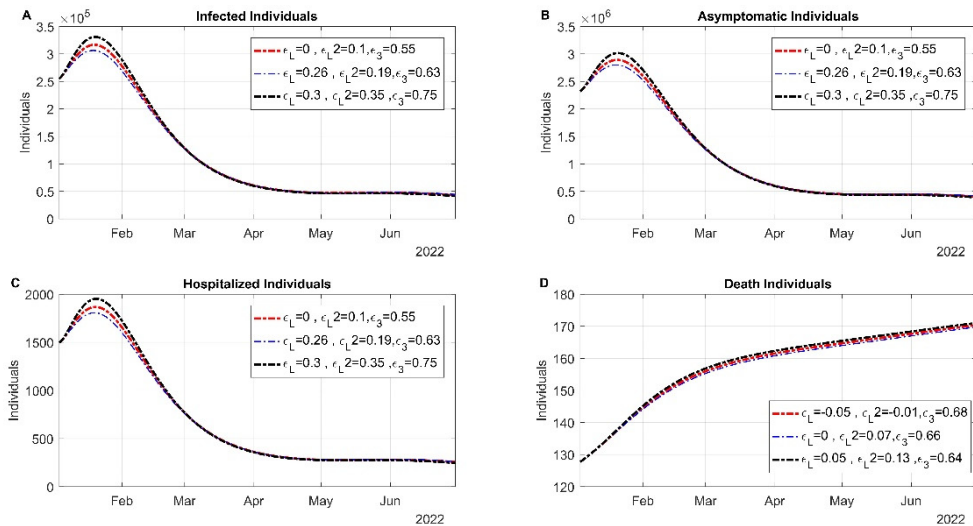 A Infected Individuals
×10⁵
3.5
3
2.5
2
1.5
1
0.5
0
Individuals
Feb Mar Apr May Jun
2022
ϵL=0 , ϵL2=0.1,ϵ3=0.55
ϵL=0.26 , ϵL2=0.19,ϵ3=0.63
ϵL=0.3 , ϵL2=0.35 ,ϵ3=0.75
B Asymptomatic Individuals
×10⁶
3.5
3
2.5
2
1.5
1
0.5
0
Individuals
Feb Mar Apr May Jun
2022
ϵL=0 , ϵL2=0.1,ϵ3=0.55
ϵL=0.26 , ϵL2=0.19,ϵ3=0.63
ϵL=0.3 , ϵL2=0.35 ,ϵ3=0.75
C Hospitalized Individuals
2000
1500
1000
500
0
Individuals
Feb Mar Apr May Jun
2022
ϵL=0 , ϵL2=0.1,ϵ3=0.55
ϵL=0.26 , ϵL2=0.19,ϵ3=0.63
ϵL=0.3 , ϵL2=0.35 ,ϵ3=0.75
D Death Individuals
180
170
160
150
140
130
120
Individuals
Feb Mar Apr May Jun
2022
ϵL=-0.05 , ϵL2=-0.01,ϵ3=0.68
ϵL=0 , ϵL2=0.07,ϵ3=0.66
ϵL=0.05 , ϵL2=0.13 ,ϵ3=0.64